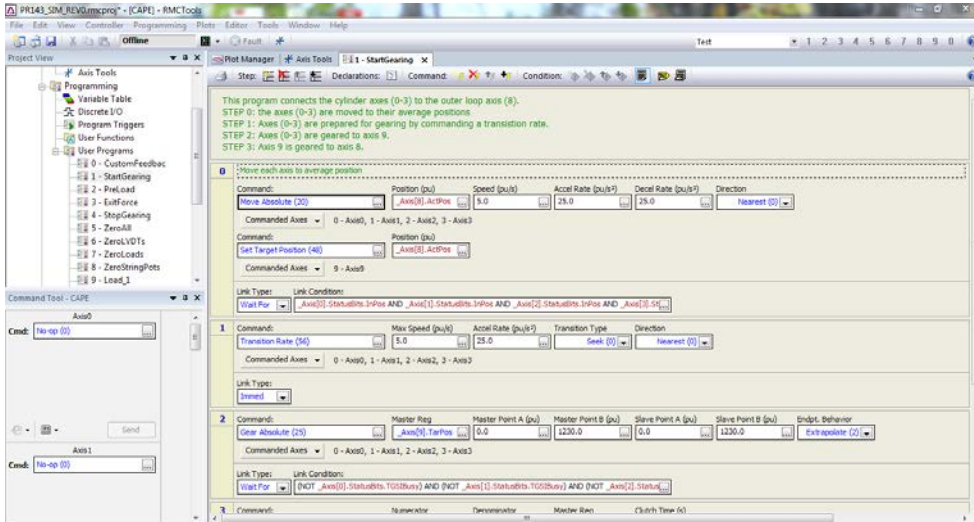 PR143_SIM_REV0.rmcproj* - [CAPE] - RMCTools
File Edit View Controller Programming Plots Editor Tools Window Help
Offline Fault Test 1 2 3 4 5 6 7 8 9 0
Project View
Plot Manager Axis Tools 1 - StartGearing
Step: Declarations: Command: Condition:
Axis Tools
Programming
Variable Table
Discrete I/O
Program Triggers
User Functions
User Programs
0 - CustomFeedbac
1 - StartGearing
2 - PreLoad
3 - ExitForce
4 - StopGearing
5 - ZeroAll
6 - ZeroLVDTs
7 - ZeroLoads
8 - ZeroStringPots
9 - Load_1
Command Tool - CAPE
Axis0
Cmd: No-op (0)
Send
Axis1
Cmd: No-op (0)
This program connects the cylinder axes (0-3) to the outer loop axis (8).
STEP 0: the axes (0-3) are moved to their average positions
STEP 1: Axes (0-3) are prepared for gearing by commanding a transistion rate.
STEP 2: Axes (0-3) are geared to axis 9.
STEP 3: Axis 9 is geared to axis 8.
0 Move each axis to average position
Command: Position (pu) Speed (pu/s) Accel Rate (pu/s²) Decel Rate (pu/s²) Direction
Move Absolute (20) _Axis[8].ActPos 5.0 25.0 25.0 Nearest (0)
Commanded Axes 0 - Axis0, 1 - Axis1, 2 - Axis2, 3 - Axis3
Command: Position (pu)
Set Target Position (48) _Axis[8].ActPos
Commanded Axes 9 - Axis9
Link Type: Link Condition:
Wait For _Axis[0].StatusBits.InPos AND _Axis[1].StatusBits.InPos AND _Axis[2].StatusBits.InPos AND _Axis[3].St
1 Command: Max Speed (pu/s) Accel Rate (pu/s²) Transition Type Direction
Transition Rate (56) 5.0 25.0 Seek (0) Nearest (0)
Commanded Axes 0 - Axis0, 1 - Axis1, 2 - Axis2, 3 - Axis3
Link Type:
Immed
2 Command: Master Reg Master Point A (pu) Master Point B (pu) Slave Point A (pu) Slave Point B (pu) Endpt. Behavior
Gear Absolute (25) _Axis[9].TarPos 0.0 1230.0 0.0 1230.0 Extrapolate (2)
Commanded Axes 0 - Axis0, 1 - Axis1, 2 - Axis2, 3 - Axis3
Link Type: Link Condition:
Wait For (NOT _Axis[0].StatusBits.TGSIBusy) AND (NOT _Axis[1].StatusBits.TGSIBusy) AND (NOT _Axis[2].Status
3 Command: Numerator Denominator Master Reg Clutch Time (s)